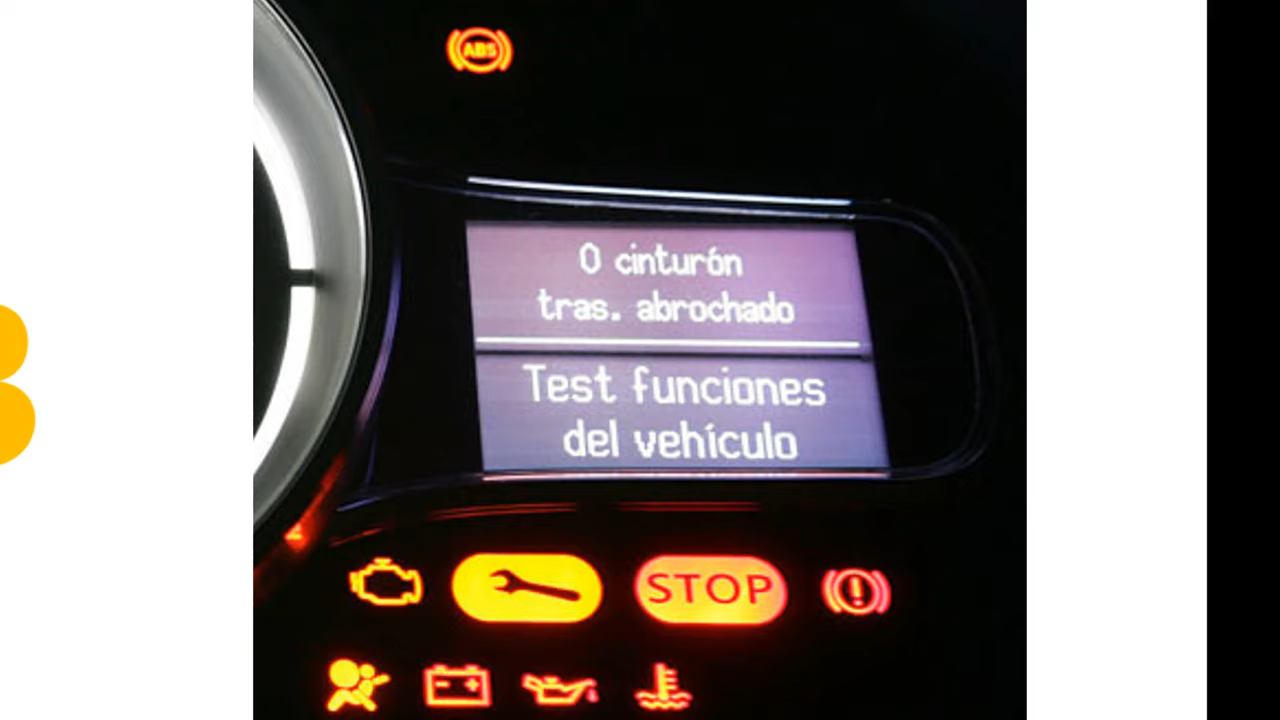 ABS
0 cinturón
tras. abrochado
Test funciones
del vehículo
STOP